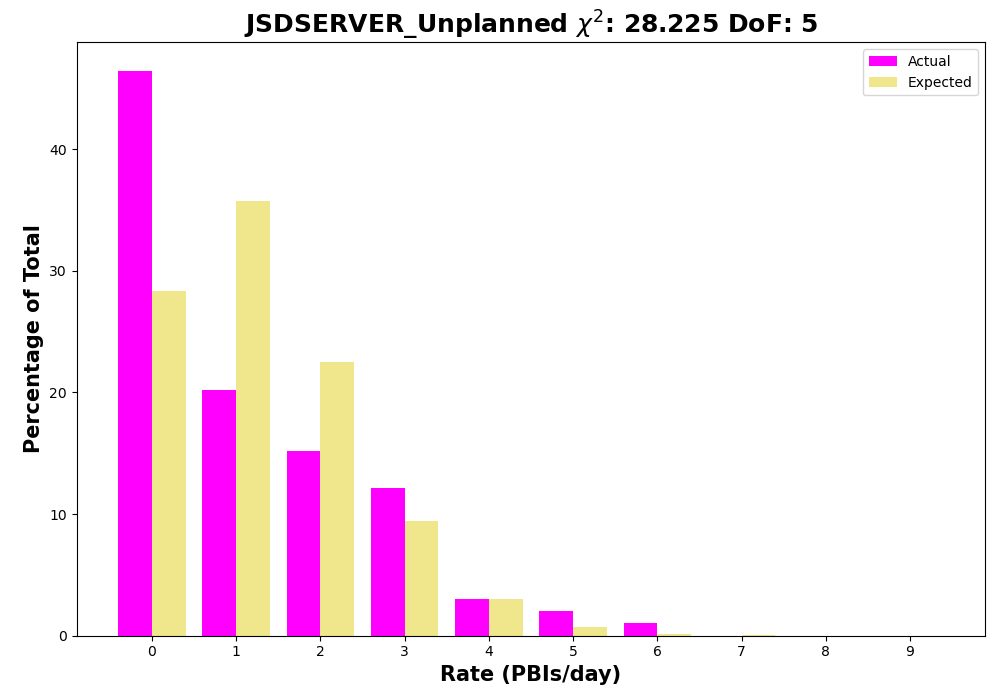 JSDSERVER_Unplanned χ²: 28.225 DoF: 5
Actual
Expected
Percentage of Total
40
30
20
10
0
0 1 2 3 4 5 6 7 8 9
Rate (PBIs/day)